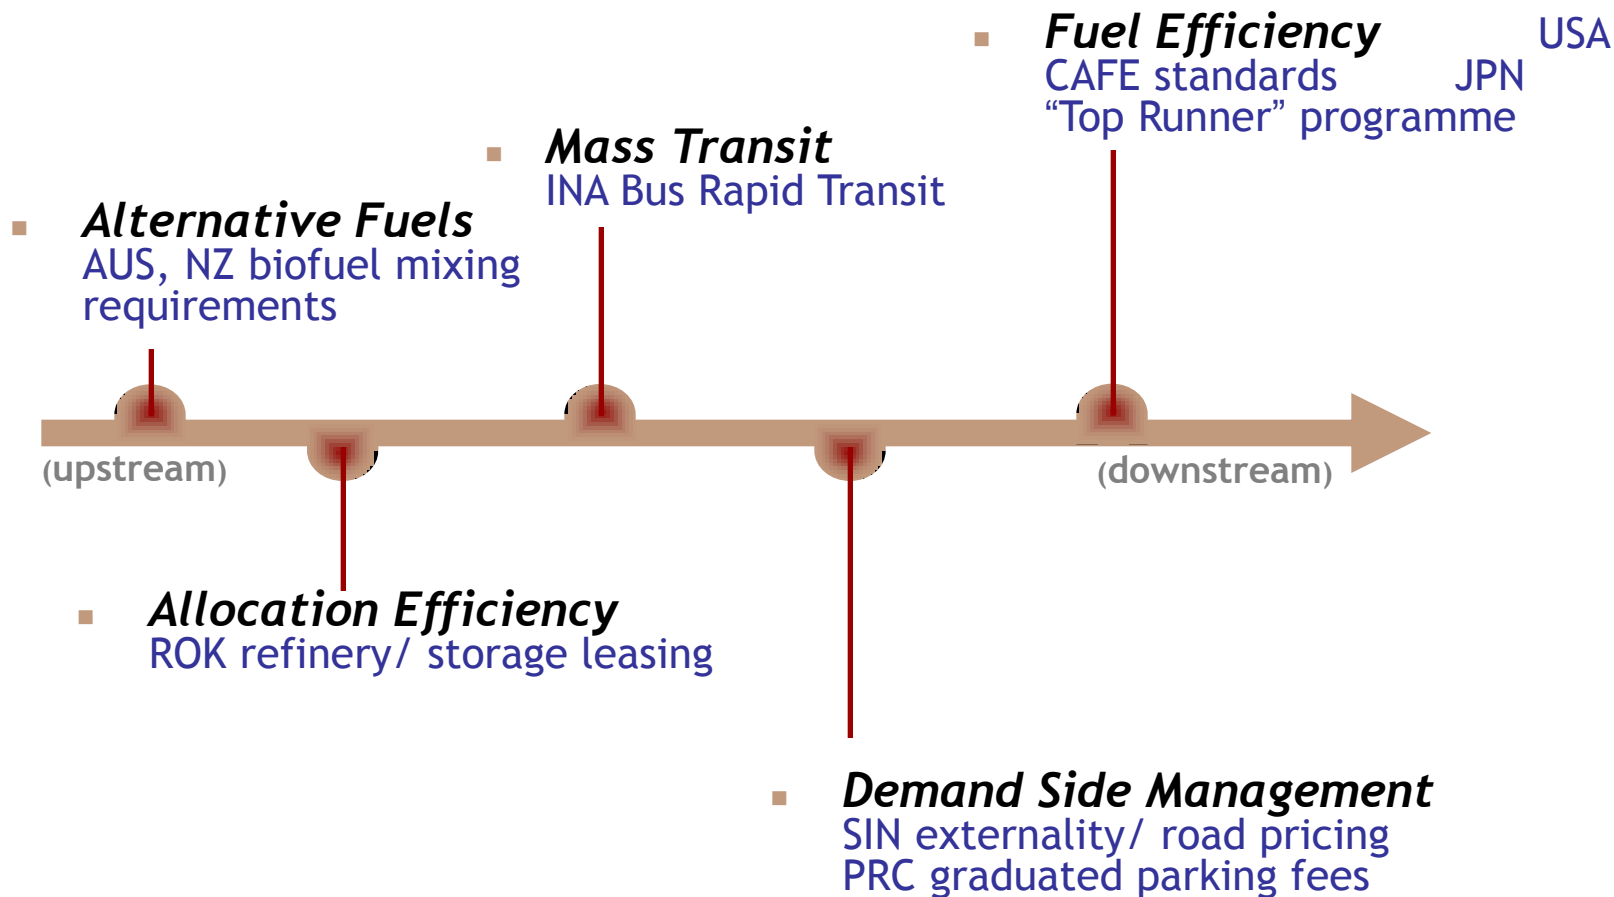 Fuel Efficiency USA
CAFE standards JPN
“Top Runner” programme
Mass Transit
INA Bus Rapid Transit
Alternative Fuels
AUS, NZ biofuel mixing
requirements
(upstream)
(downstream)
Allocation Efficiency
ROK refinery/ storage leasing
Demand Side Management
SIN externality/ road pricing
PRC graduated parking fees